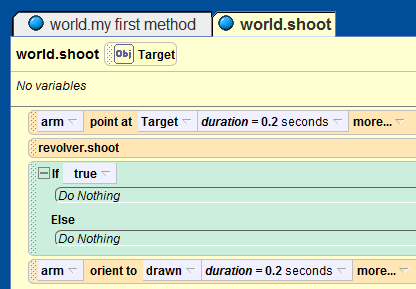 world.my first method world.shoot
world.shoot Obj Target
No variables
arm point at Target duration = 0.2 seconds more...
revolver.shoot
If true
Do Nothing
Else
Do Nothing
arm orient to drawn duration = 0.2 seconds more...